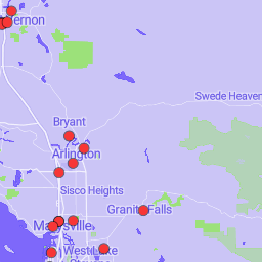 ernon
Swede Heaven
Bryant
Arlington
Sisco Heights
Granite Falls
Marysville
West Lake